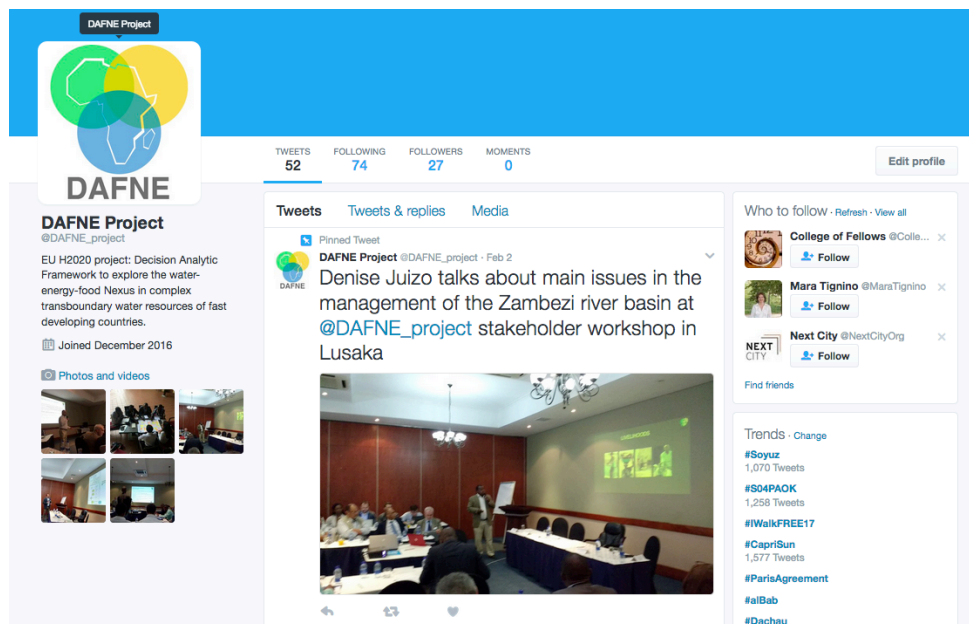 DAFNE Project
DAFNE
DAFNE Project
@DAFNE_project
EU H2020 project: Decision Analytic
Framework to explore the water-
energy-food Nexus in complex
transboundary water resources of fast
developing countries.
Joined December 2016
Photos and videos
TWEETS FOLLOWING FOLLOWERS MOMENTS
52 74 27 0
Edit profile
Tweets Tweets & replies Media
Pinned Tweet
DAFNE
DAFNE Project @DAFNE_project · Feb 2
Denise Juizo talks about main issues in the
management of the Zambezi river basin at
@DAFNE_project stakeholder workshop in
Lusaka
Who to follow · Refresh · View all
College of Fellows @Colle...
Follow
Mara Tignino @MaraTignino
Follow
NEXT
CITY
Next City @NextCityOrg
Follow
Find friends
Trends · Change
#Soyuz
1,070 Tweets
#S04PAOK
1,258 Tweets
#IWalkFREE17
#CapriSun
1,577 Tweets
#ParisAgreement
#alBab
#Dachau